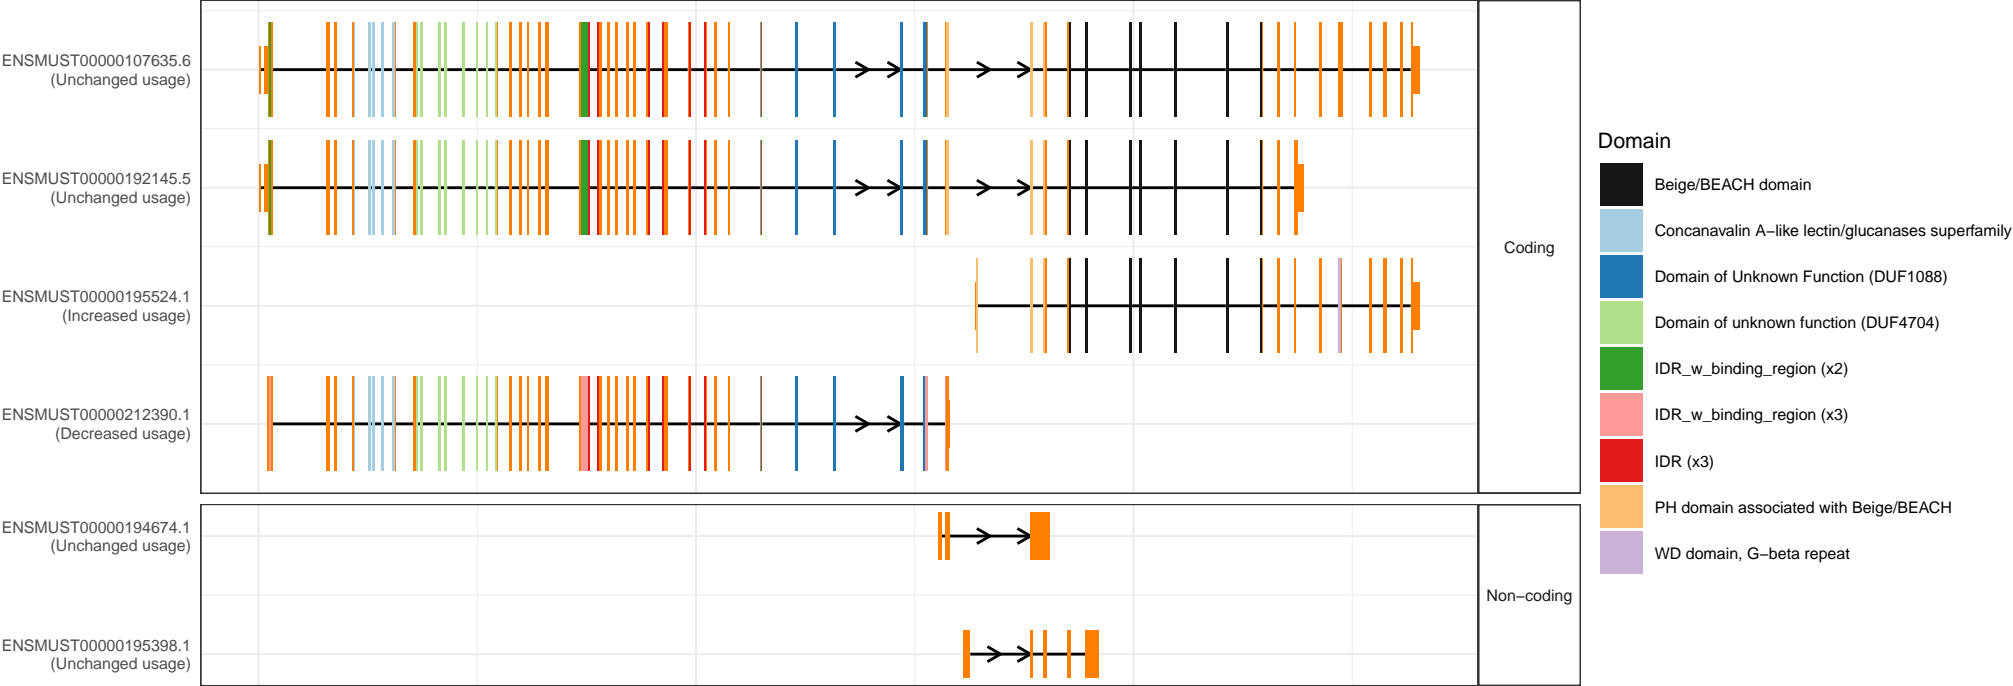 ENSMUST00000107635.6
(Unchanged usage)
ENSMUST00000192145.5
(Unchanged usage)
ENSMUST00000195524.1
(Increased usage)
ENSMUST00000212390.1
(Decreased usage)
Coding
ENSMUST00000194674.1
(Unchanged usage)
ENSMUST00000195398.1
(Unchanged usage)
Non−coding
Domain
Beige/BEACH domain
Concanavalin A−like lectin/glucanases superfamily
Domain of Unknown Function (DUF1088)
Domain of unknown function (DUF4704)
IDR_w_binding_region (x2)
IDR_w_binding_region (x3)
IDR (x3)
PH domain associated with Beige/BEACH
WD domain, G−beta repeat